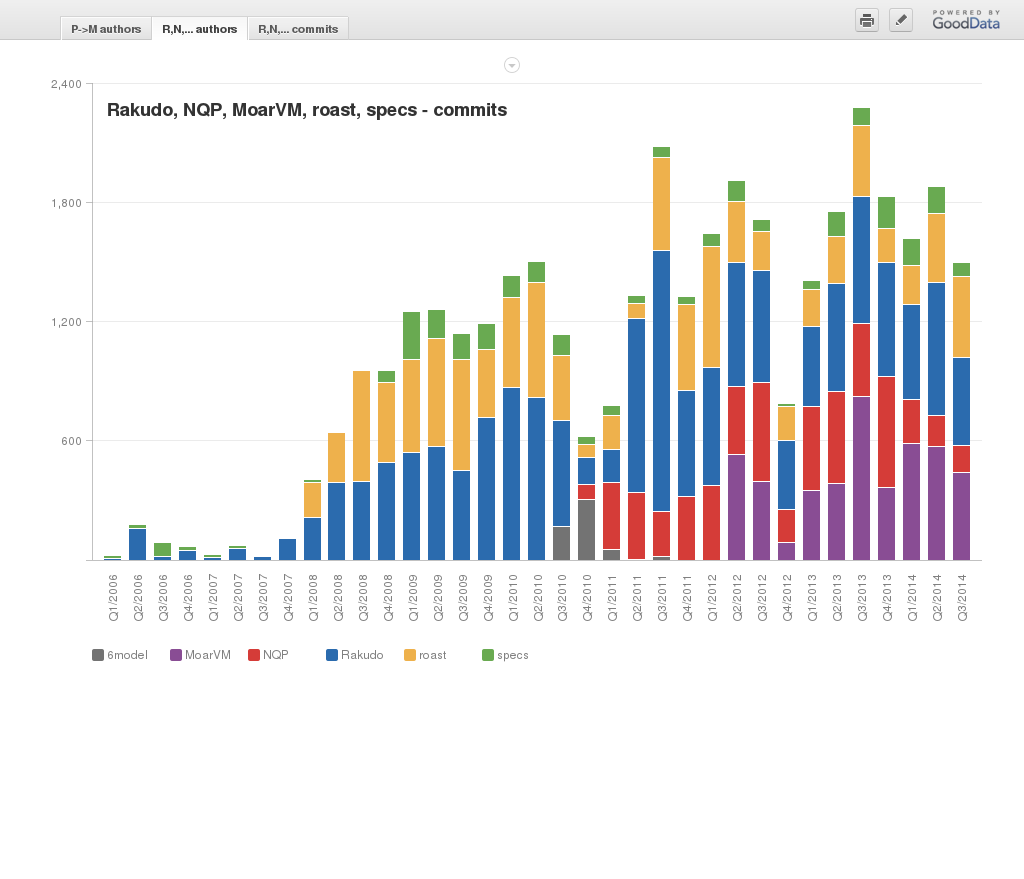 P->M authors R,N,... authors R,N,... commits
POWERED BY
GoodData
Rakudo, NQP, MoarVM, roast, specs - commits
2,400
1,800
1,200
600
Q1/2006 Q2/2006 Q3/2006 Q4/2006 Q1/2007 Q2/2007 Q3/2007 Q4/2007 Q1/2008 Q2/2008 Q3/2008 Q4/2008 Q1/2009 Q2/2009 Q3/2009 Q4/2009 Q1/2010 Q2/2010 Q3/2010 Q4/2010 Q1/2011 Q2/2011 Q3/2011 Q4/2011 Q1/2012 Q2/2012 Q3/2012 Q4/2012 Q1/2013 Q2/2013 Q3/2013 Q4/2013 Q1/2014 Q2/2014 Q3/2014
6model MoarVM NQP Rakudo roast specs